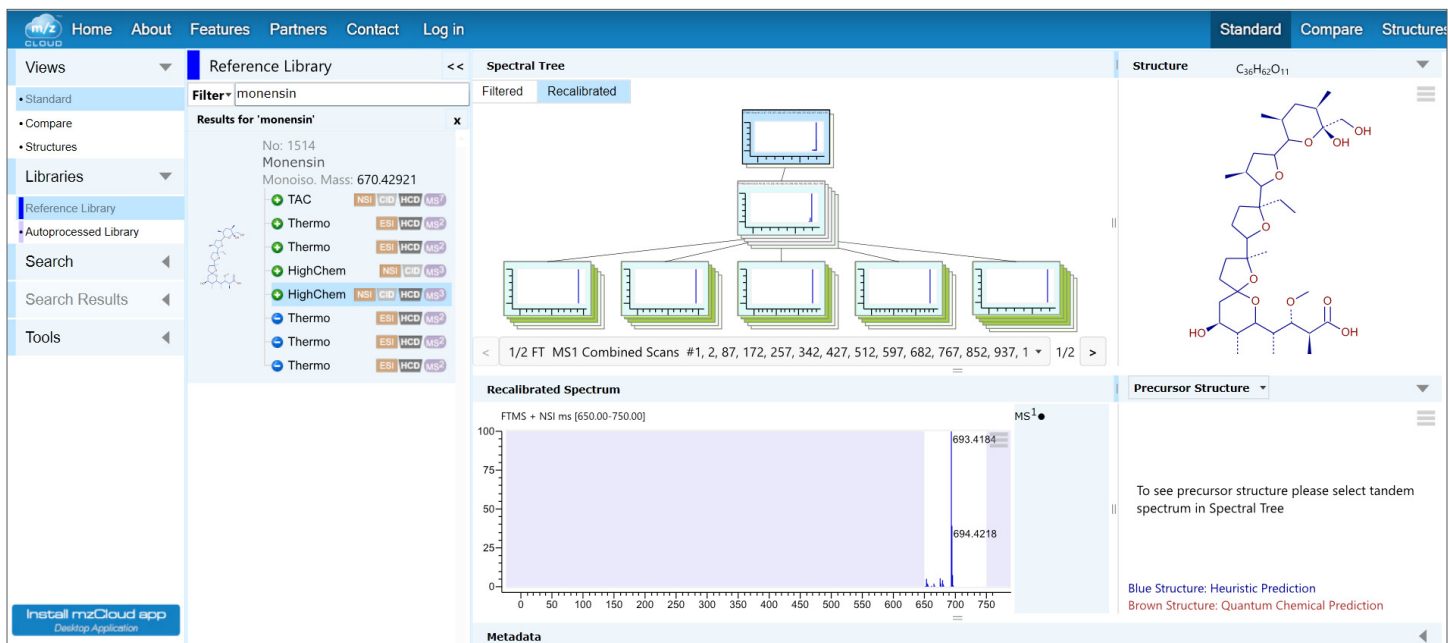 m/z CLOUD Home About Features Partners Contact Log in Standard Compare Structures
Views
• Standard
• Compare
• Structures
Libraries
Reference Library
• Autoprocessed Library
Search
Search Results
Tools
Install mzCloud app
Desktop Application
Reference Library <<
Filter monensin
Results for 'monensin' x
No: 1514
Monensin
Monoiso. Mass: 670.42921
TAC NSI CID HCD MS7
Thermo ESI HCD MS2
Thermo ESI HCD MS2
HighChem NSI CID MS3
HighChem NSI CID HCD MS3
Thermo ESI HCD MS2
Thermo ESI HCD MS2
Thermo ESI HCD MS2
Spectral Tree
Filtered Recalibrated
< 1/2 FT MS1 Combined Scans #1, 2, 87, 172, 257, 342, 427, 512, 597, 682, 767, 852, 937, 1 1/2 >
Recalibrated Spectrum
FTMS + NSI ms [650.00-750.00]
MS1
100
75
50
25
0
693.4184
694.4218
0 50 100 150 200 250 300 350 400 450 500 550 600 650 700 750
Metadata
Structure C36H62O11
OH
O
OH
O
O
O
HO
O
O
O
OH
Precursor Structure
To see precursor structure please select tandem
spectrum in Spectral Tree
Blue Structure: Heuristic Prediction
Brown Structure: Quantum Chemical Prediction